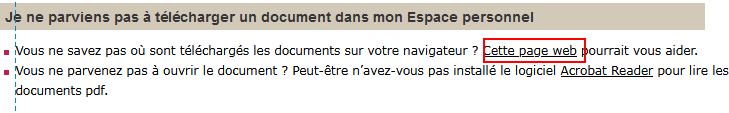 Je ne parviens pas à télécharger un document dans mon Espace personnel
Vous ne savez pas où sont téléchargés les documents sur votre navigateur ? Cette page web pourrait vous aider.
Vous ne parvenez pas à ouvrir le document ? Peut-être n’avez-vous pas installé le logiciel Acrobat Reader pour lire les
documents pdf.